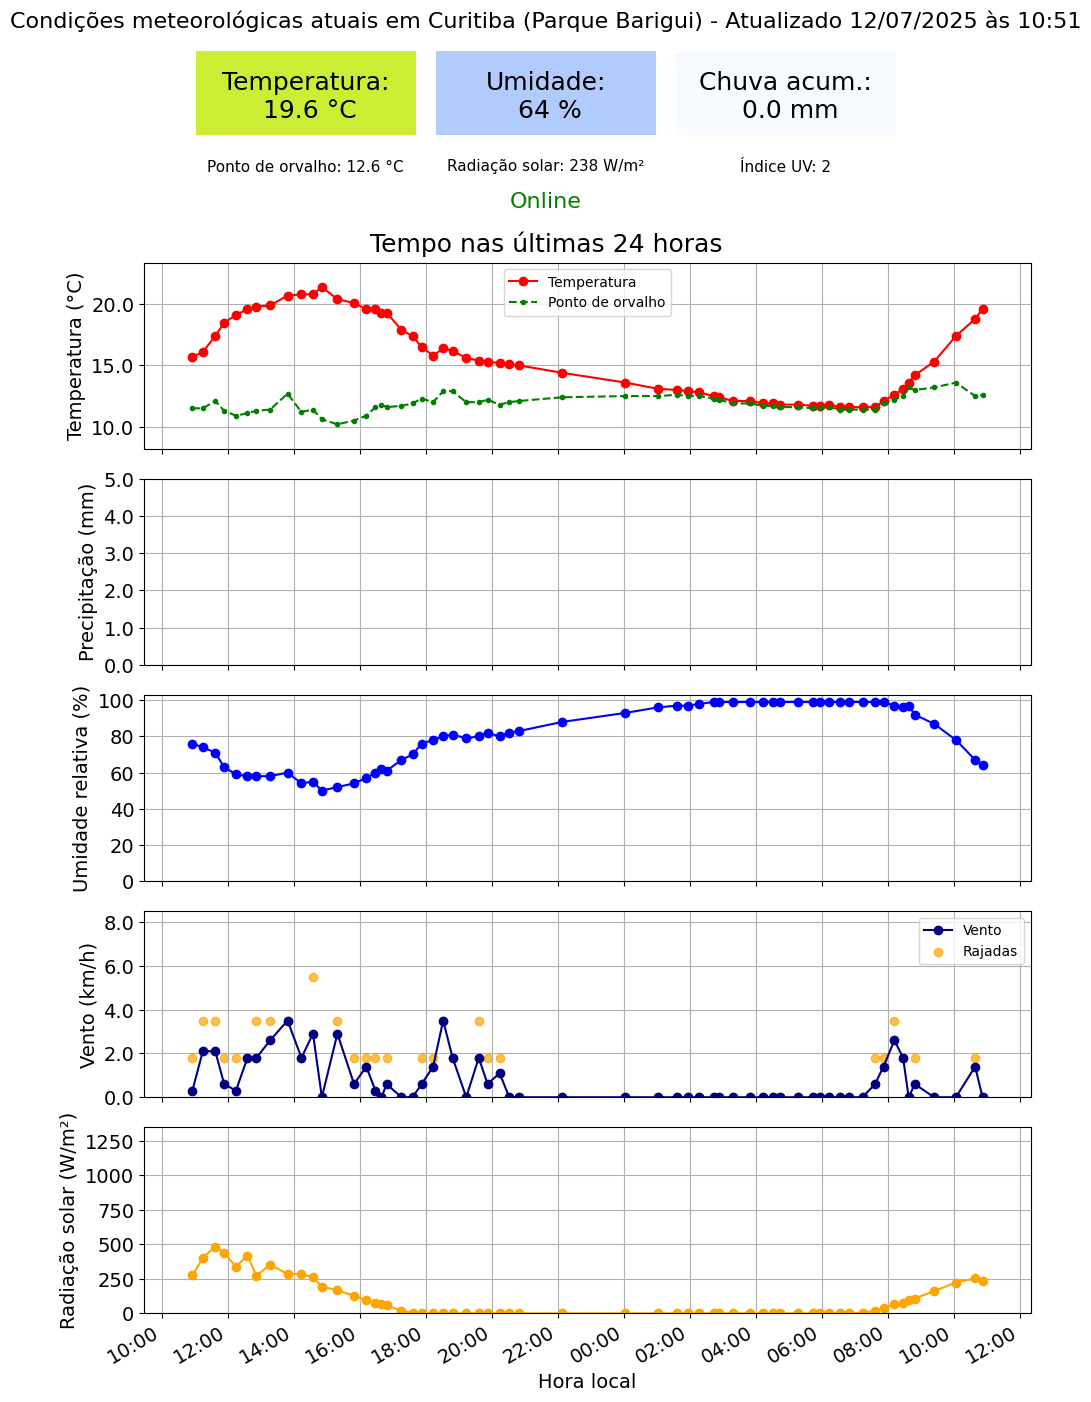 Condições meteorológicas atuais em Curitiba (Parque Barigui) - Atualizado 12/07/2025 às 10:51
Temperatura:
19.6 °C
Umidade:
64 %
Chuva acum.:
0.0 mm
Ponto de orvalho: 12.6 °C
Radiação solar: 238 W/m²
Índice UV: 2
Online
Tempo nas últimas 24 horas
Temperatura (°C)
20.0
15.0
10.0
Temperatura
Ponto de orvalho
Precipitação (mm)
5.0
4.0
3.0
2.0
1.0
0.0
Umidade relativa (%)
100
80
60
40
20
0
Vento (km/h)
8.0
6.0
4.0
2.0
0.0
Vento
Rajadas
Radiação solar (W/m²)
1250
1000
750
500
250
0
10:00
12:00
14:00
16:00
18:00
20:00
22:00
00:00
02:00
04:00
06:00
08:00
10:00
12:00
Hora local